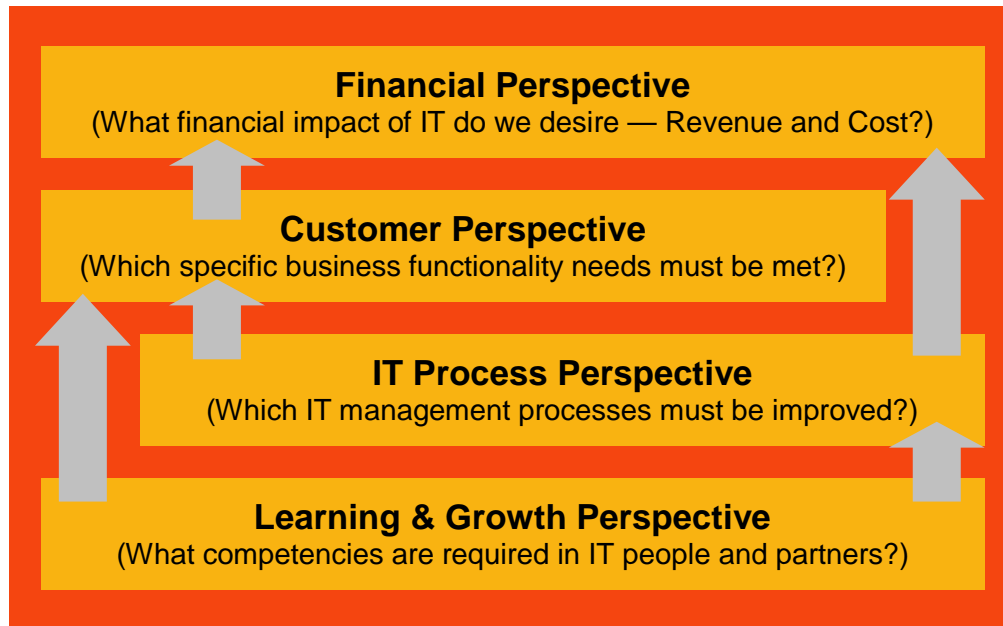 Financial Perspective
(What financial impact of IT do we desire — Revenue and Cost?)
Customer Perspective
(Which specific business functionality needs must be met?)
IT Process Perspective
(Which IT management processes must be improved?)
Learning & Growth Perspective
(What competencies are required in IT people and partners?)